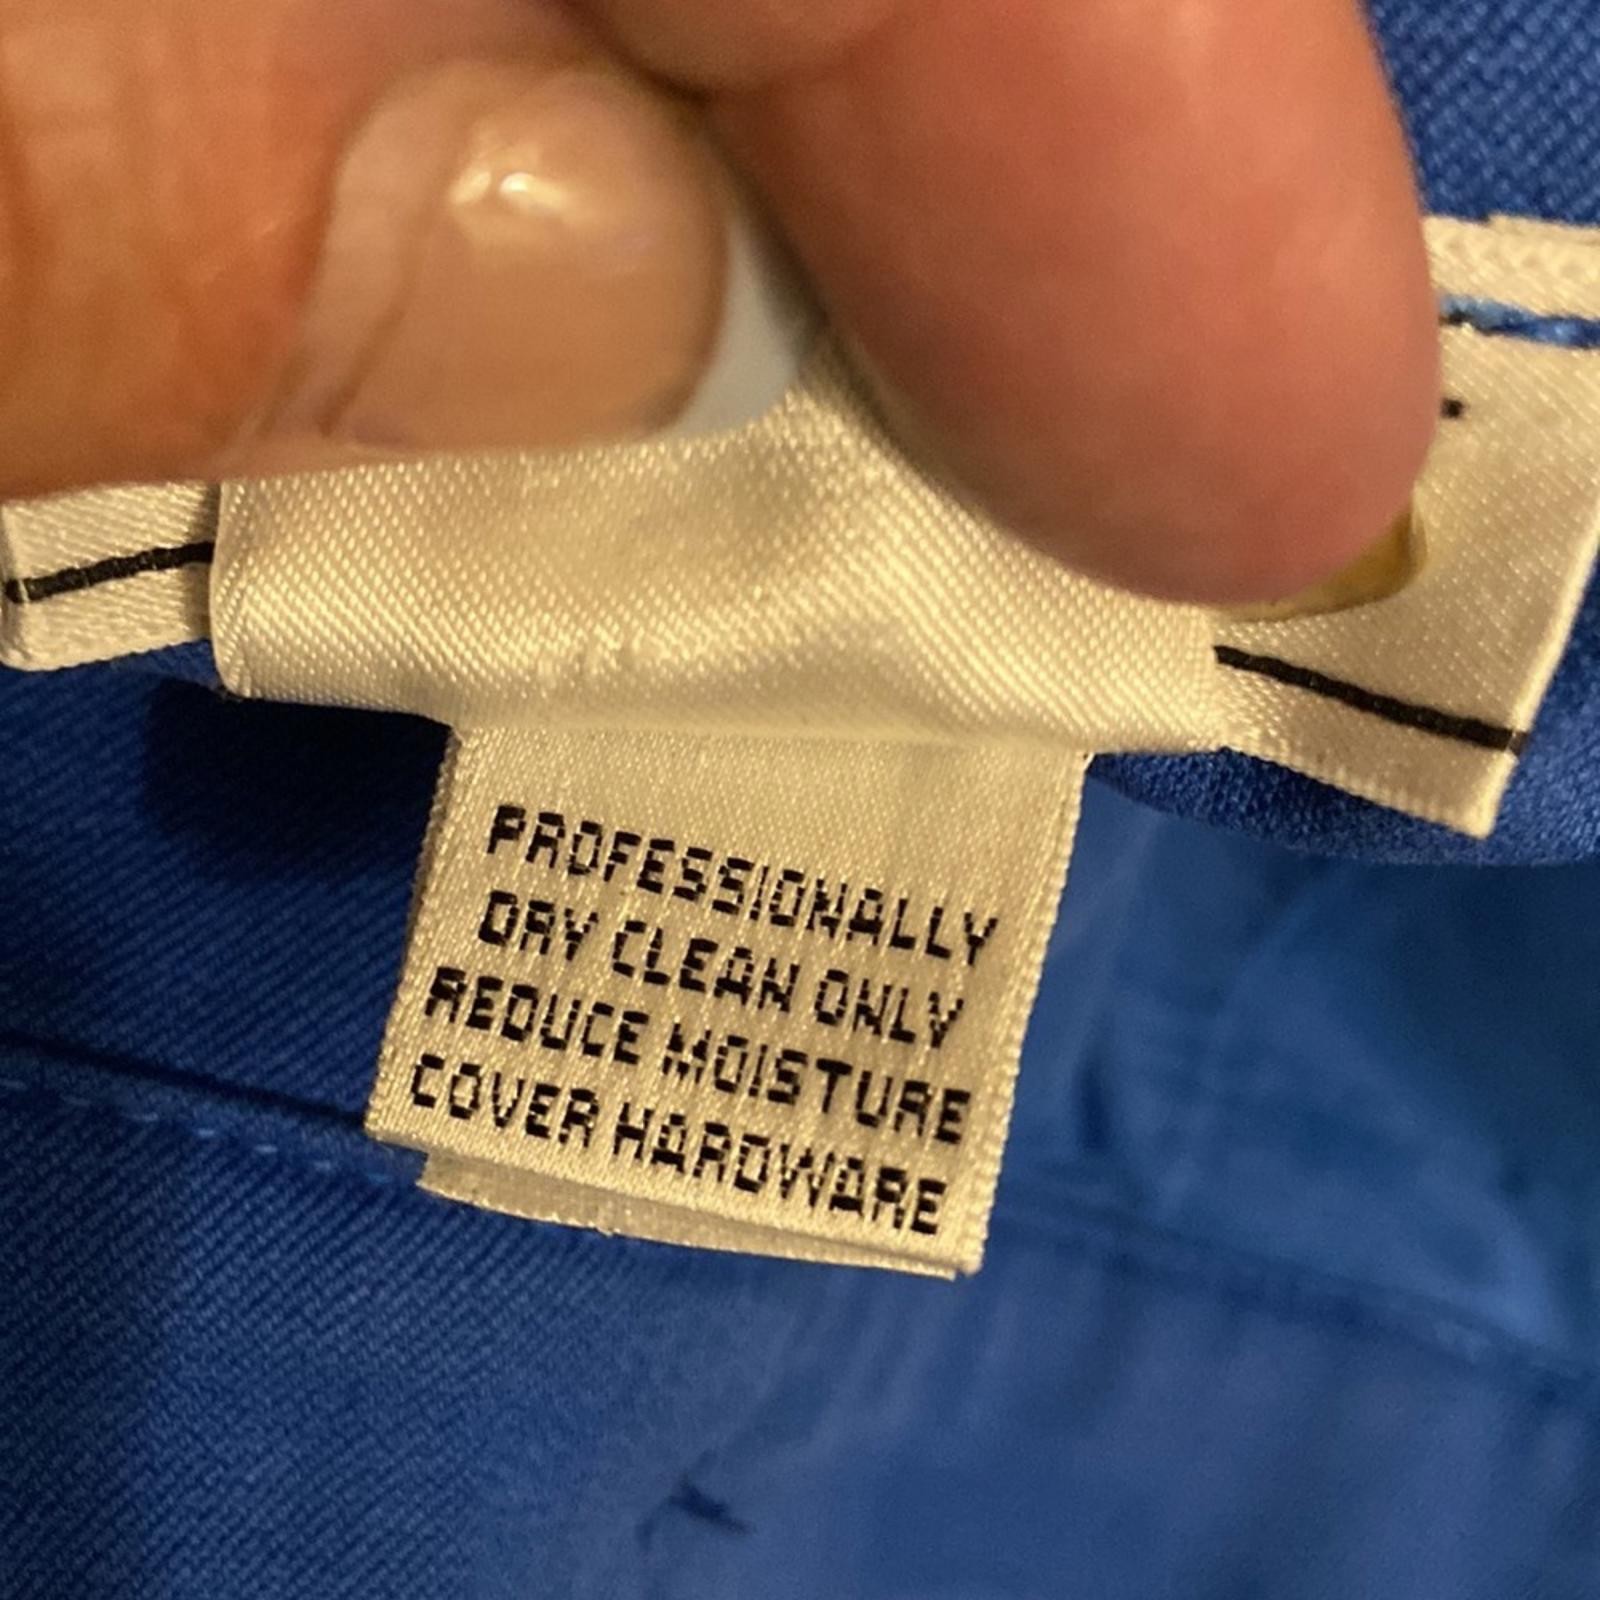 PROFESSIONALLY
DRY CLEAN ONLY
REDUCE MOISTURE
COVER HARDWARE